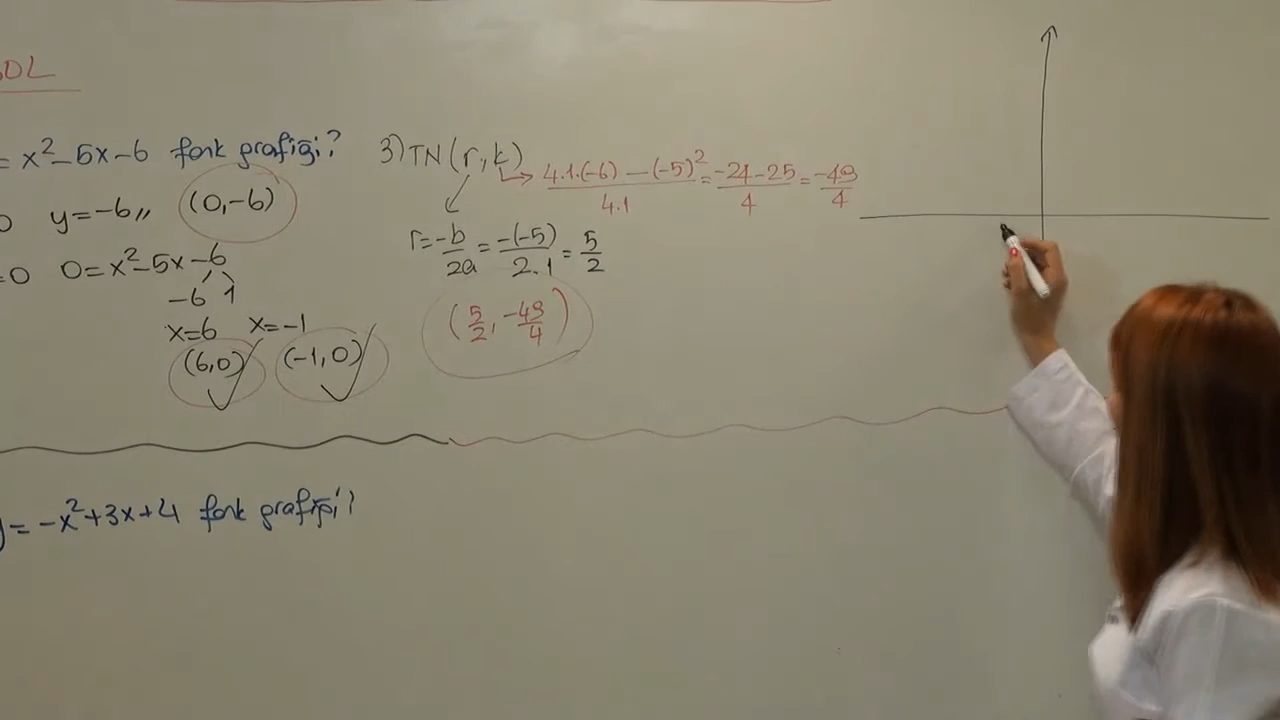 OL
= x² - 5x - 6 fonk grafiği?
0 y = -6,, (0,-6)
=0 0 = x² - 5x - 6
-6 1
x=6 x=-1
(6,0) (-1,0)
3) TN (r, k)
4.1.(-6) - (-5)² / 4.1 = -24-25 / 4 = -49 / 4
r = -b / 2a = -(-5) / 2.1 = 5 / 2
(5/2, -49/4)
y = -x² + 3x + 4 fonk grafiği?